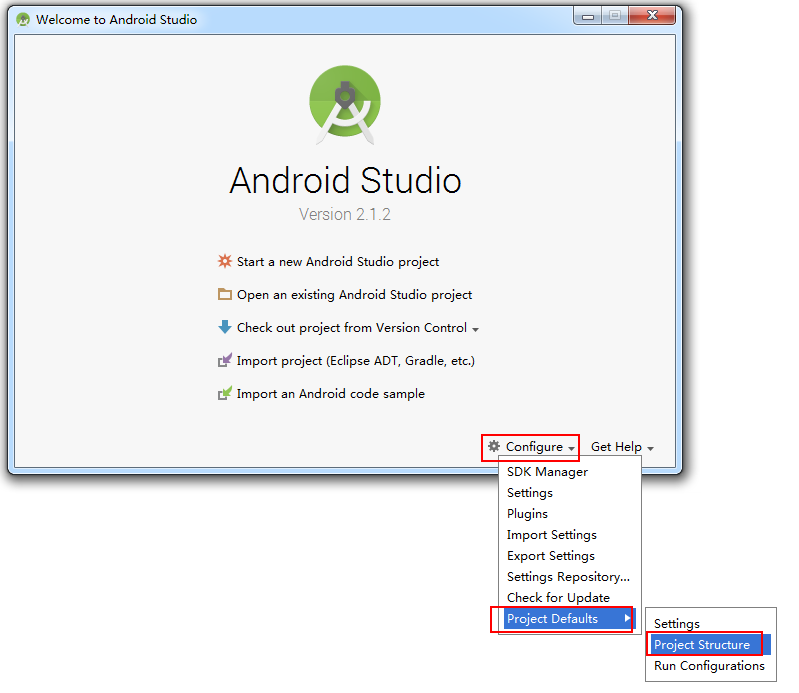 Welcome to Android Studio
Android Studio
Version 2.1.2
Start a new Android Studio project
Open an existing Android Studio project
Check out project from Version Control
Import project (Eclipse ADT, Gradle, etc.)
Import an Android code sample
Configure
Get Help
SDK Manager
Settings
Plugins
Import Settings
Export Settings
Settings Repository...
Check for Update
Project Defaults
Settings
Project Structure
Run Configurations